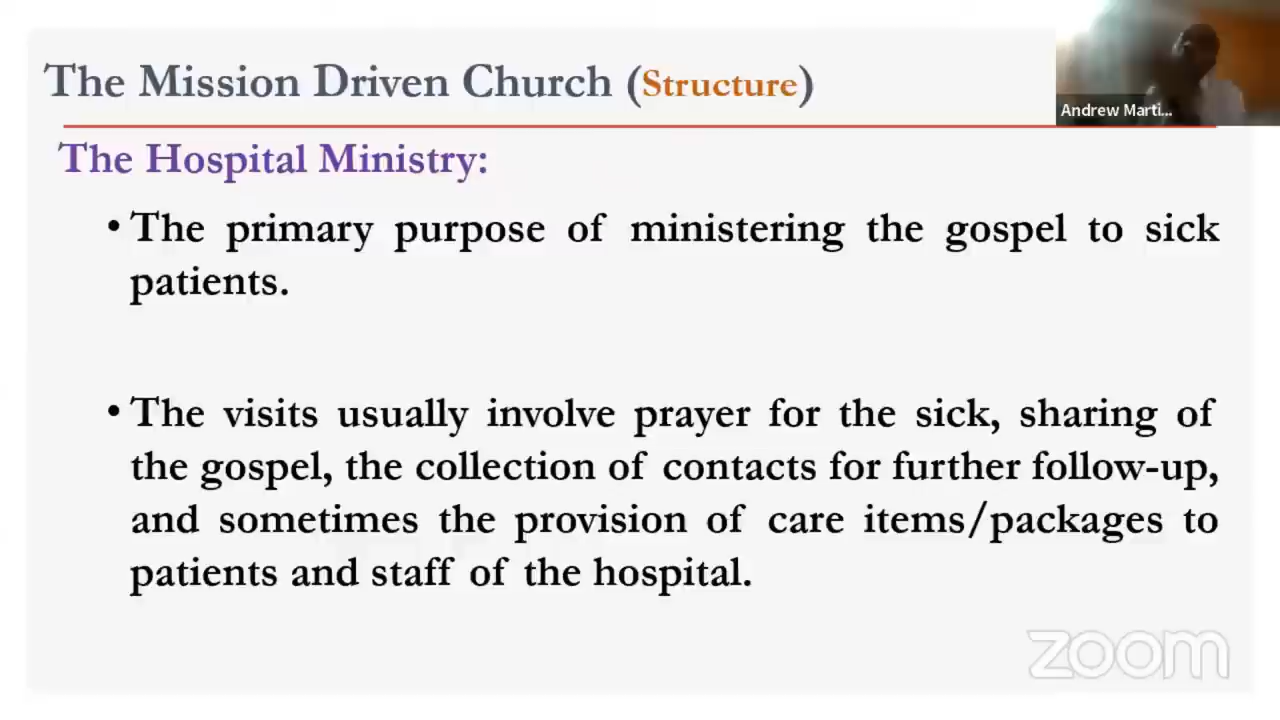 The Mission Driven Church (Structure)
Andrew Marti...
The Hospital Ministry:
• The primary purpose of ministering the gospel to sick
patients.
• The visits usually involve prayer for the sick, sharing of
the gospel, the collection of contacts for further follow-up,
and sometimes the provision of care items/packages to
patients and staff of the hospital.
zoom